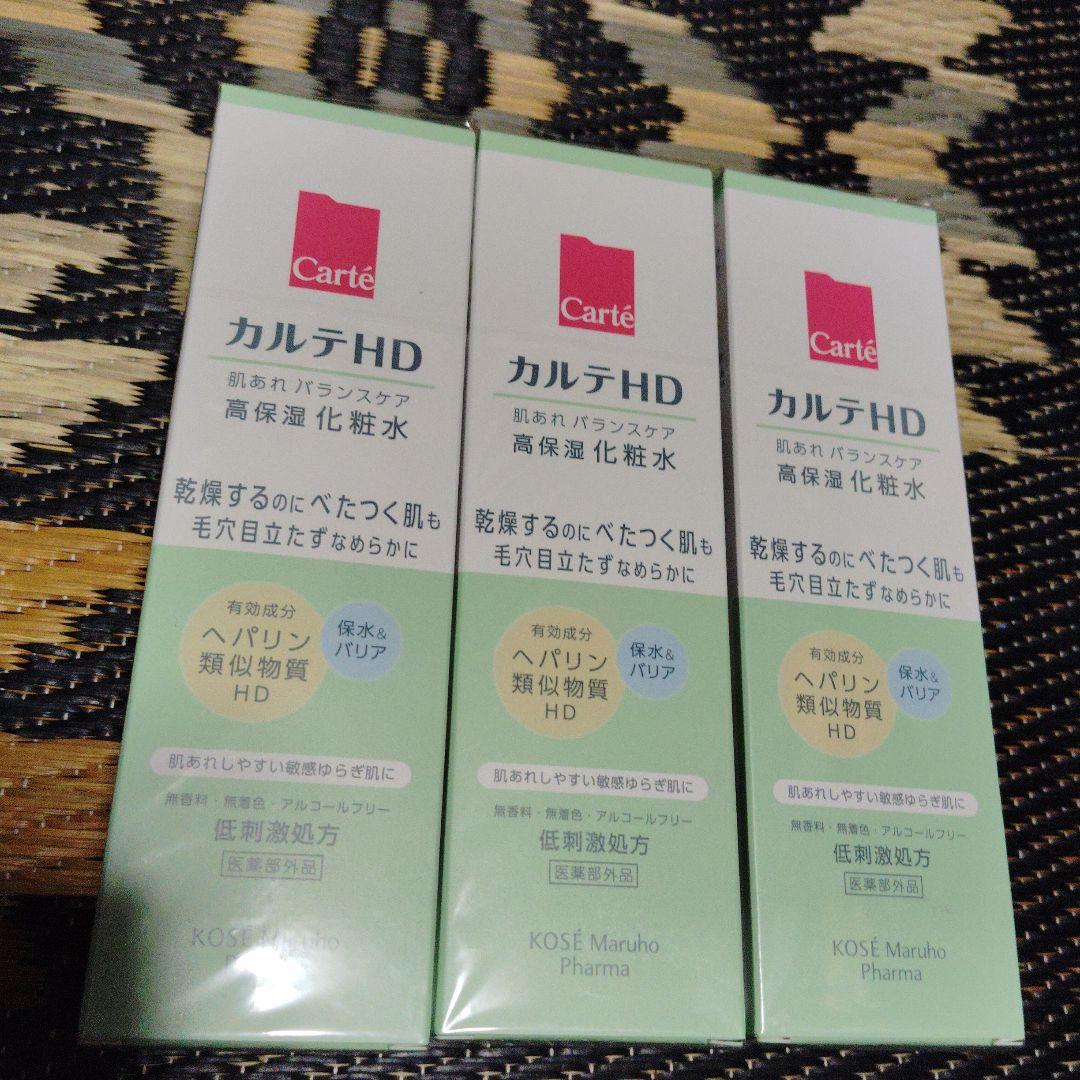 Carté
カルテHD
肌あれ バランスケア
高保湿 化粧水
乾燥するのにべたつく肌も
毛穴目立たずなめらかに
有効成分
ヘパリン
類似物質
HD
保水&
バリア
肌あれしやすい敏感ゆらぎ肌に
無香料・無着色・アルコールフリー
低刺激処方
医薬部外品
KOSÉ Maruho
Carté
カルテHD
肌あれ バランスケア
高保湿 化粧水
乾燥するのにべたつく肌も
毛穴目立たずなめらかに
有効成分
ヘパリン
類似物質
HD
保水&
バリア
肌あれしやすい敏感ゆらぎ肌に
無香料・無着色・アルコールフリー
低刺激処方
医薬部外品
KOSÉ Maruho
Pharma
Carté
カルテHD
肌あれ バランスケア
高保湿 化粧水
乾燥するのにべたつく肌も
毛穴目立たずなめらかに
有効成分
ヘパリン
類似物質
HD
保水&
バリア
肌あれしやすい敏感ゆらぎ肌に
無香料・無着色・アルコールフリー
低刺激処方
医薬部外品
KOSÉ Maruho
Pharma